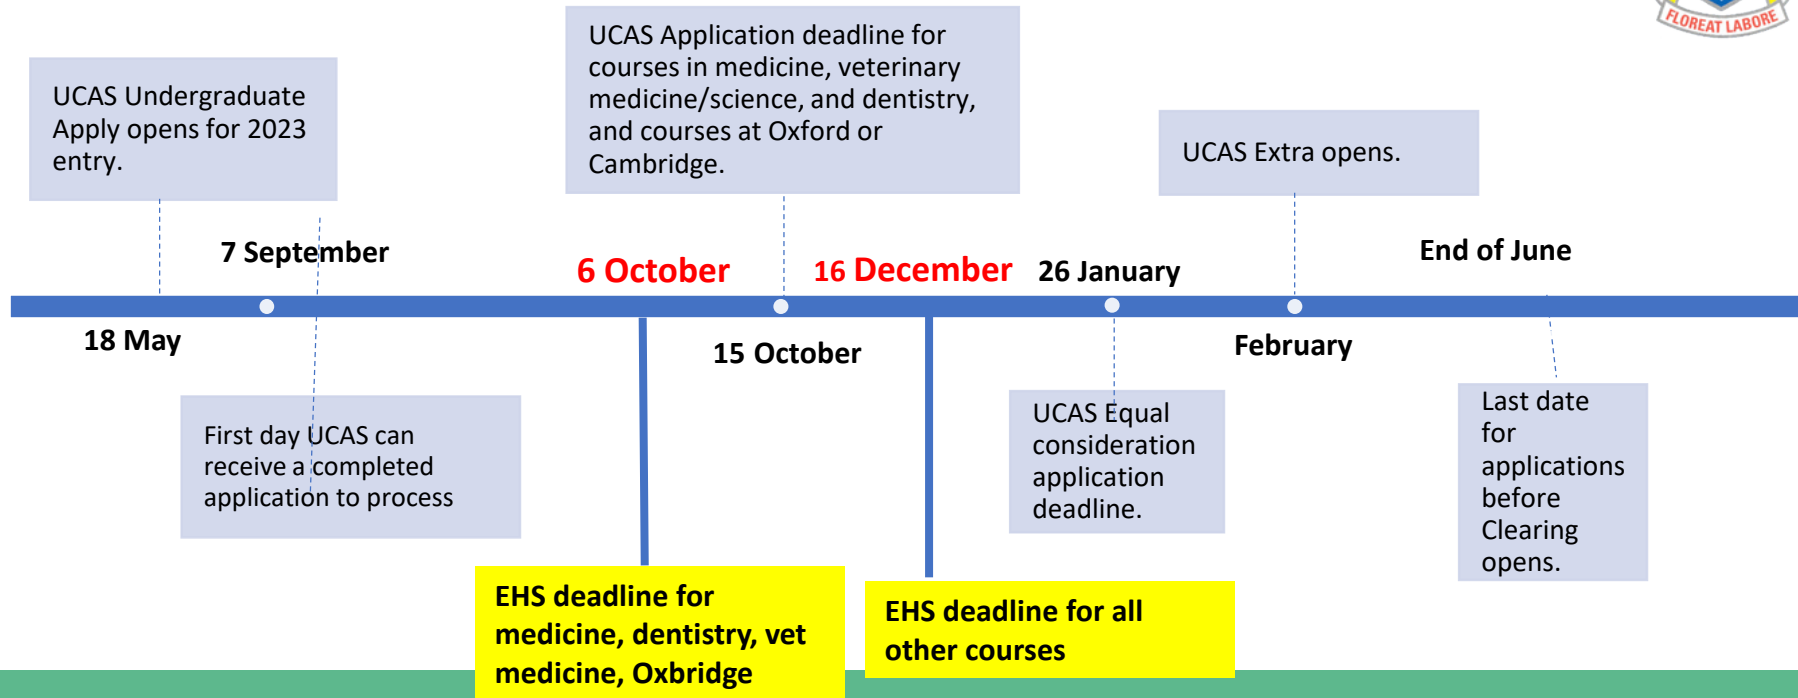 FLOREAT LABORE
UCAS Undergraduate
Apply opens for 2023
entry.
UCAS Application deadline for
courses in medicine, veterinary
medicine/science, and dentistry,
and courses at Oxford or
Cambridge.
UCAS Extra opens.
7 September
6 October
16 December
26 January
End of June
18 May
15 October
February
First day UCAS can
receive a completed
application to process
UCAS Equal
consideration
application
deadline.
Last date
for
applications
before
Clearing
opens.
EHS deadline for
medicine, dentistry, vet
medicine, Oxbridge
EHS deadline for all
other courses